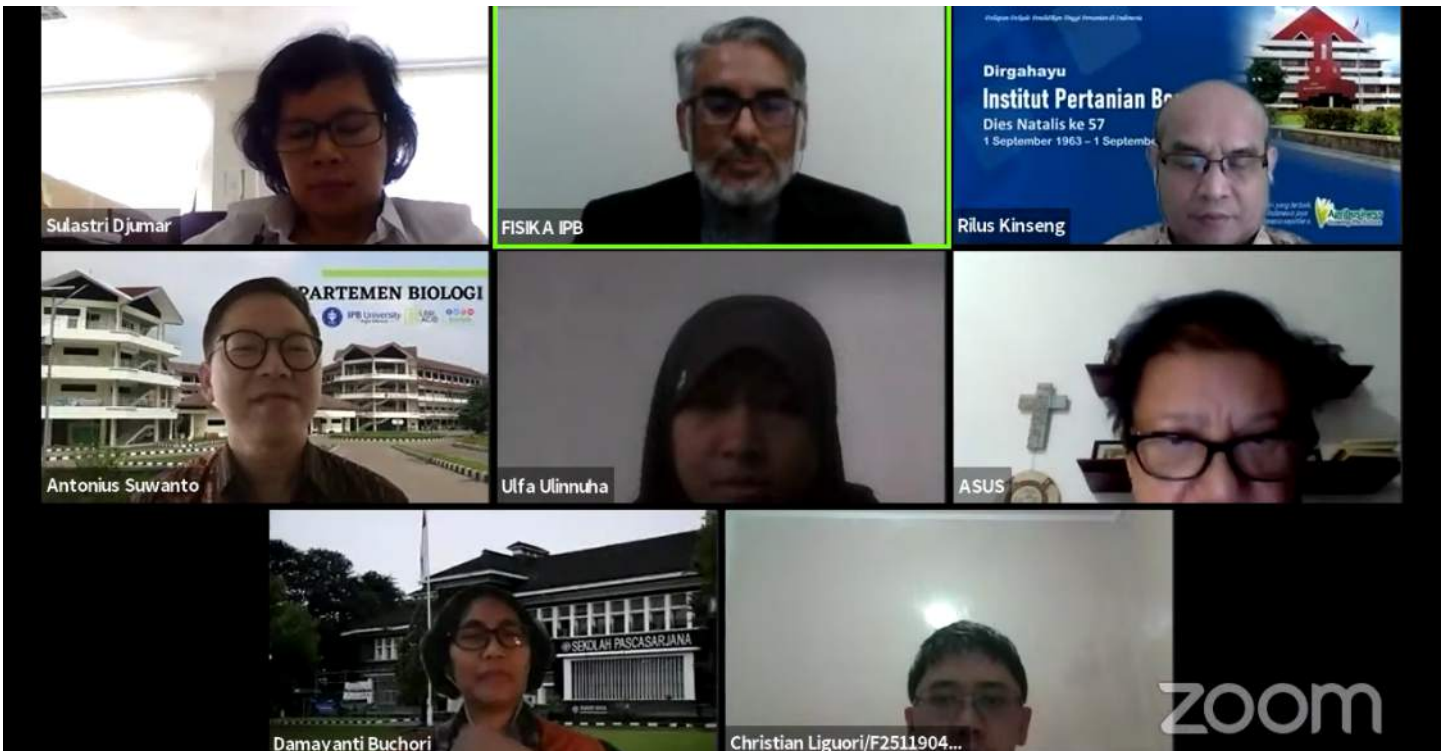 Sulastri Djumar
FISIKA IPB
Dirgahayu
Institut Pertanian Bo
Dies Natalis ke 57
1 September 1963 – 1 Septembe
Rilus Kinseng
PARTEMEN BIOLOGI
IPB University
Antonius Suwanto
Ulfa Ulinnuha
ASUS
SEKOLAH PASCASARJANA
Damayanti Buchori
Christian Liguori/F2511904...
zoom